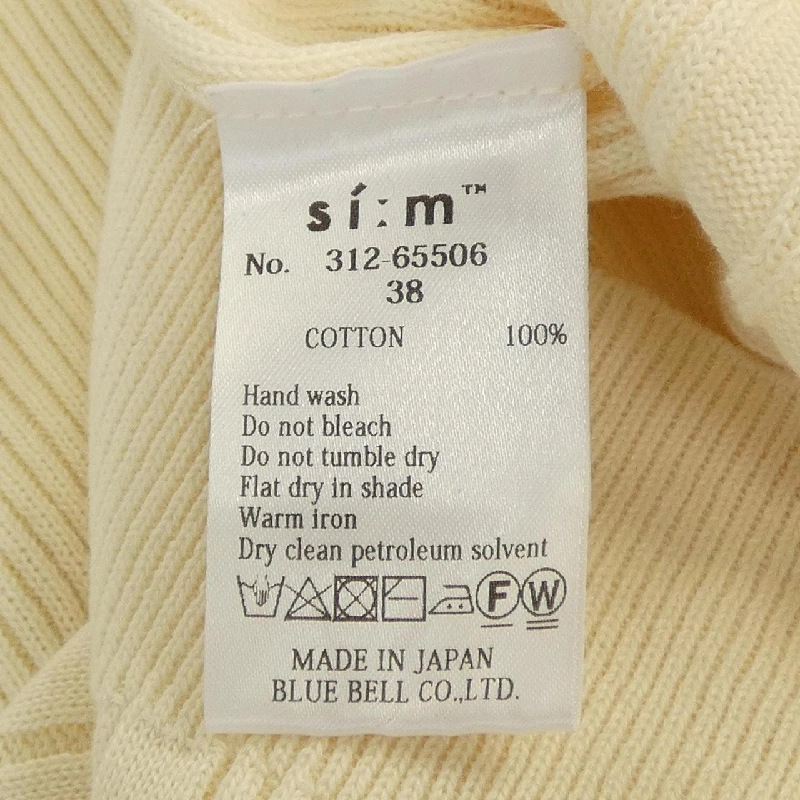 sí:m™
No. 312-65506
38
COTTON 100%
Hand wash
Do not bleach
Do not tumble dry
Flat dry in shade
Warm iron
Dry clean petroleum solvent
F W
MADE IN JAPAN
BLUE BELL CO.,LTD.